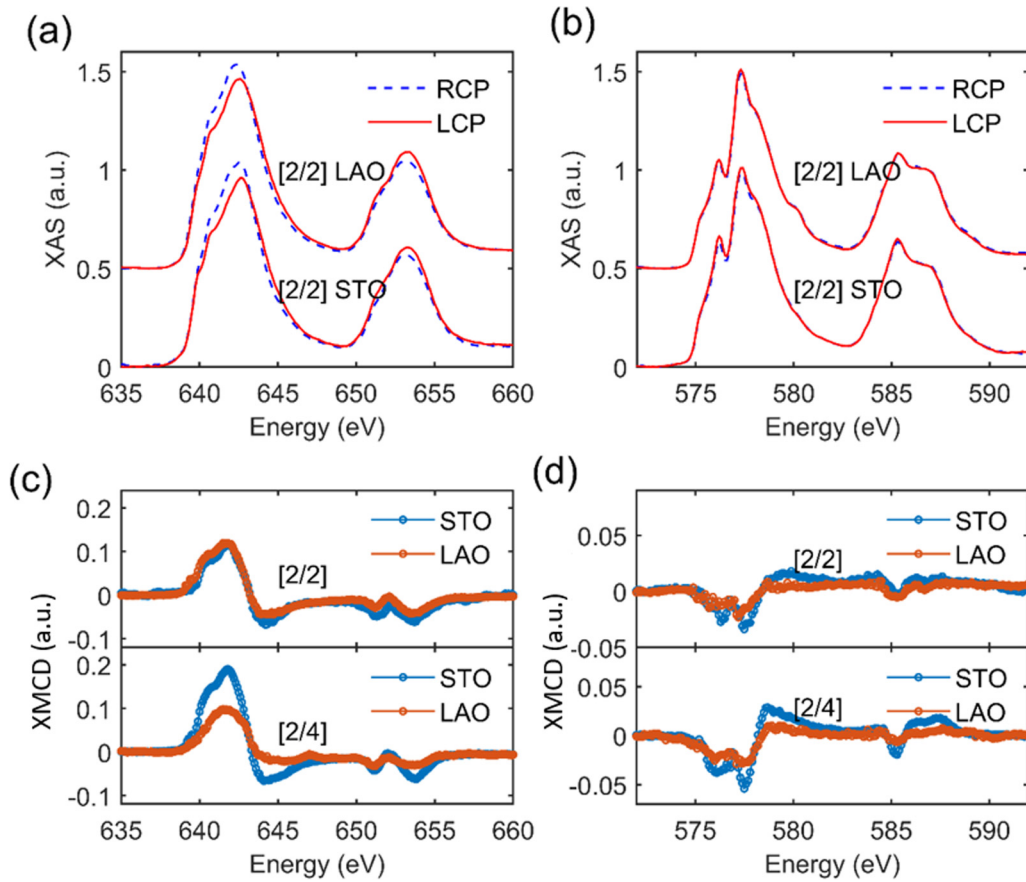 (a)
XAS (a.u.)
1.5
1
0.5
0
RCP
LCP
[2/2] LAO
[2/2] STO
635 640 645 650 655 660
Energy (eV)
(b)
XAS (a.u.)
1.5
1
0.5
0
RCP
LCP
[2/2] LAO
[2/2] STO
575 580 585 590
Energy (eV)
(c)
XMCD (a.u.)
0.2
0.1
0
-0.1
STO
LAO
[2/2]
0.2
0.1
0
-0.1
STO
LAO
[2/4]
635 640 645 650 655 660
Energy (eV)
(d)
XMCD (a.u.)
0.05
0
-0.05
STO
LAO
[2/2]
0.05
0
-0.05
STO
LAO
[2/4]
575 580 585 590
Energy (eV)